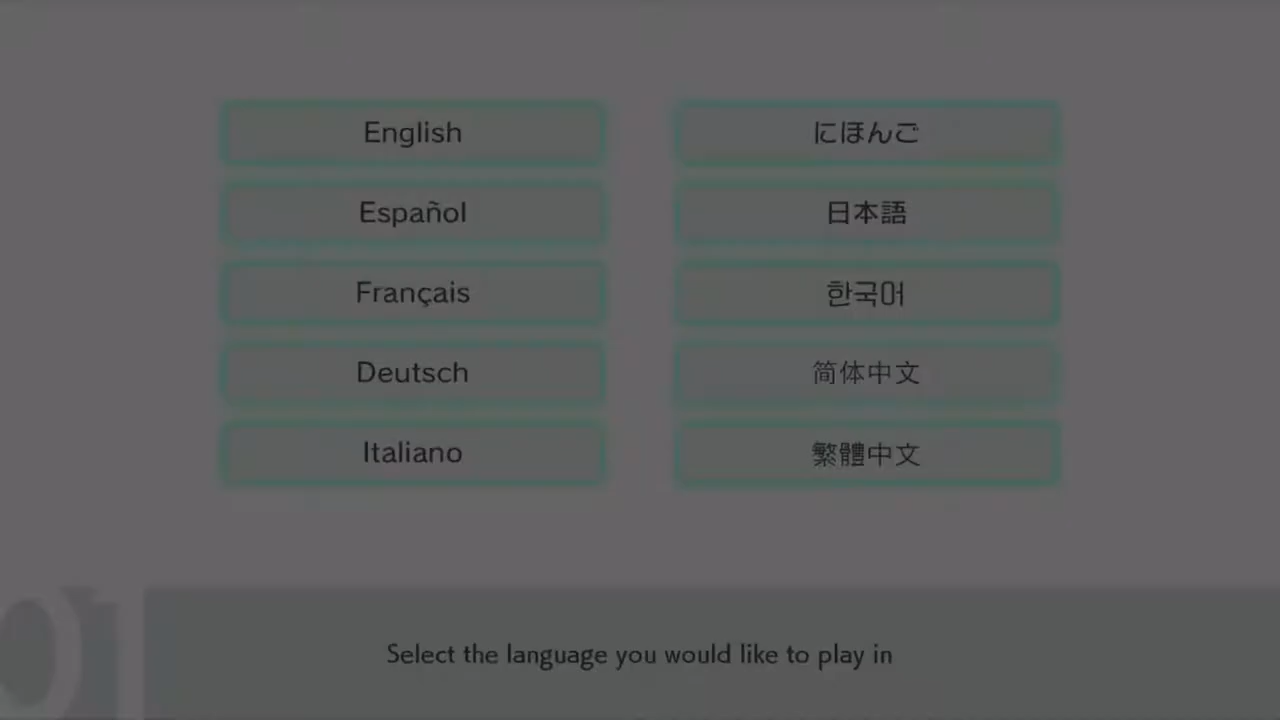 English
Español
Français
Deutsch
Italiano
にほんご
日本語
한국어
简体中文
繁體中文
01
Select the language you would like to play in